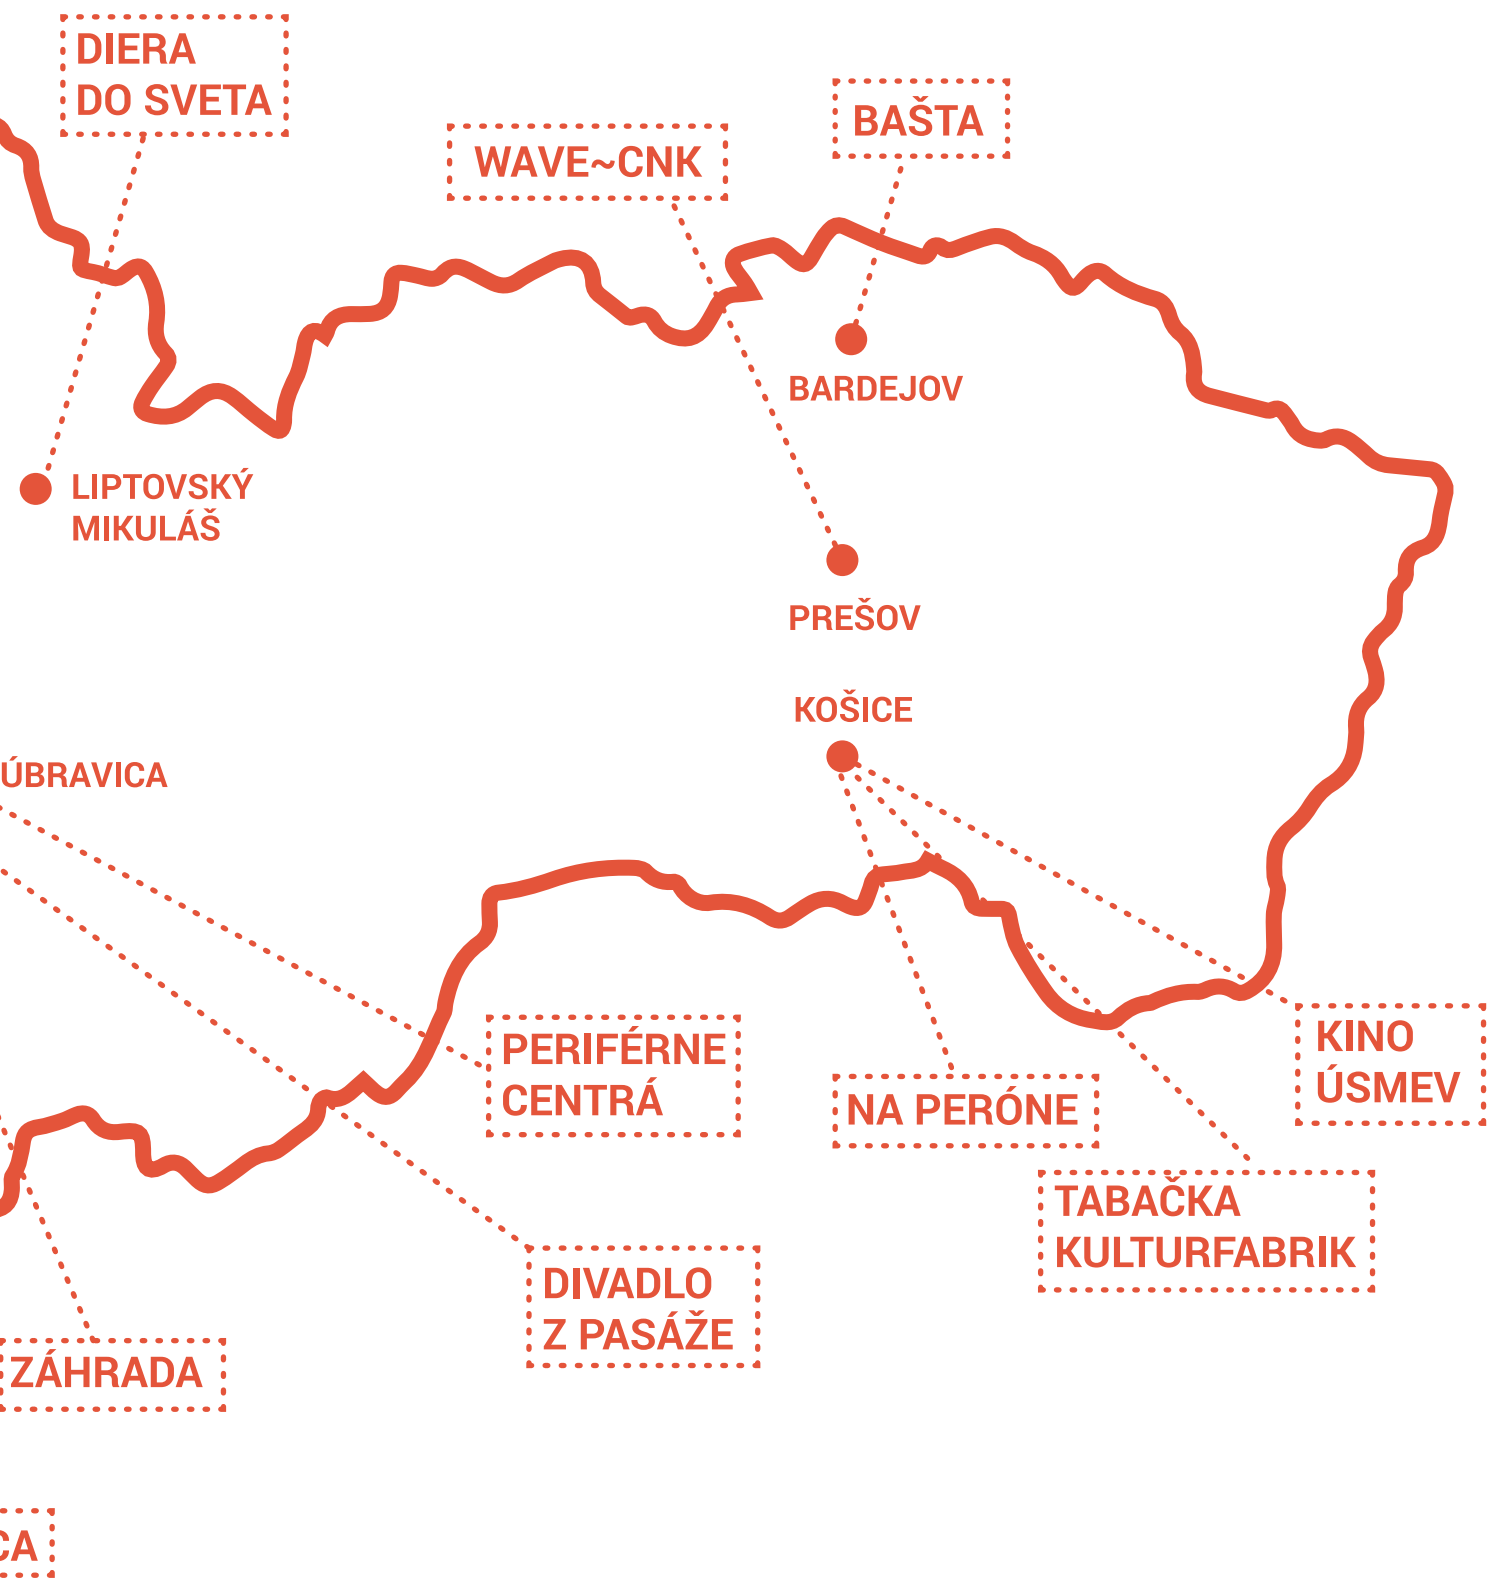 DIERA
DO SVETA
WAVE~CNK
BAŠTA
BARDEJOV
LIPTOVSKÝ
MIKULÁŠ
PREŠOV
KOŠICE
ÚBRAVICA
PERIFÉRNE
CENTRÁ
KINO
ÚSMEV
NA PERÓNE
TABAČKA
KULTURFABRIK
DIVADLO
Z PASÁŽE
ZÁHRADA
CA